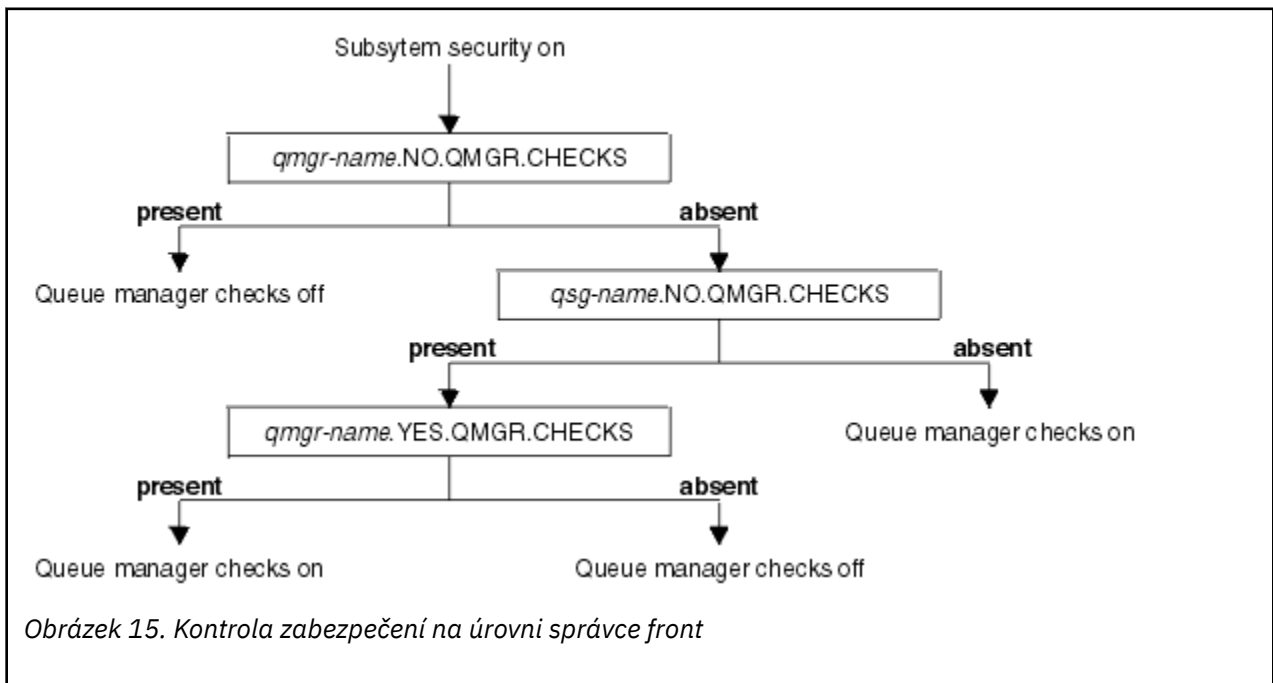 Subsytem security on
qmgr-name.NO.QMGR.CHECKS
present absent
Queue manager checks off
qsg-name.NO.QMGR.CHECKS
present absent
qmgr-name.YES.QMGR.CHECKS
Queue manager checks on
present absent
Queue manager checks on
Queue manager checks off
Obrázek 15. Kontrola zabezpečení na úrovni správce front